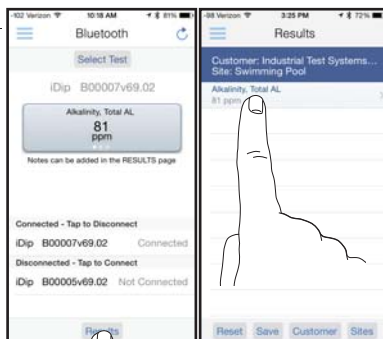 -102 Verizon 10:18 AM 81%
Bluetooth
Select Test
iDip B00007v69.02
Alkalinity, Total AL
81
ppm
Notes can be added in the RESULTS page
Connected - Tap to Disconnect
iDip B00007v69.02 Connected
Disconnected - Tap to Connect
iDip B00005v69.02 Not Connected
Results
-98 Verizon 3:25 PM 72%
Results
Customer: Industrial Test Systems...
Site: Swimming Pool
Alkalinity, Total AL
81 ppm
Reset Save Customer Sites